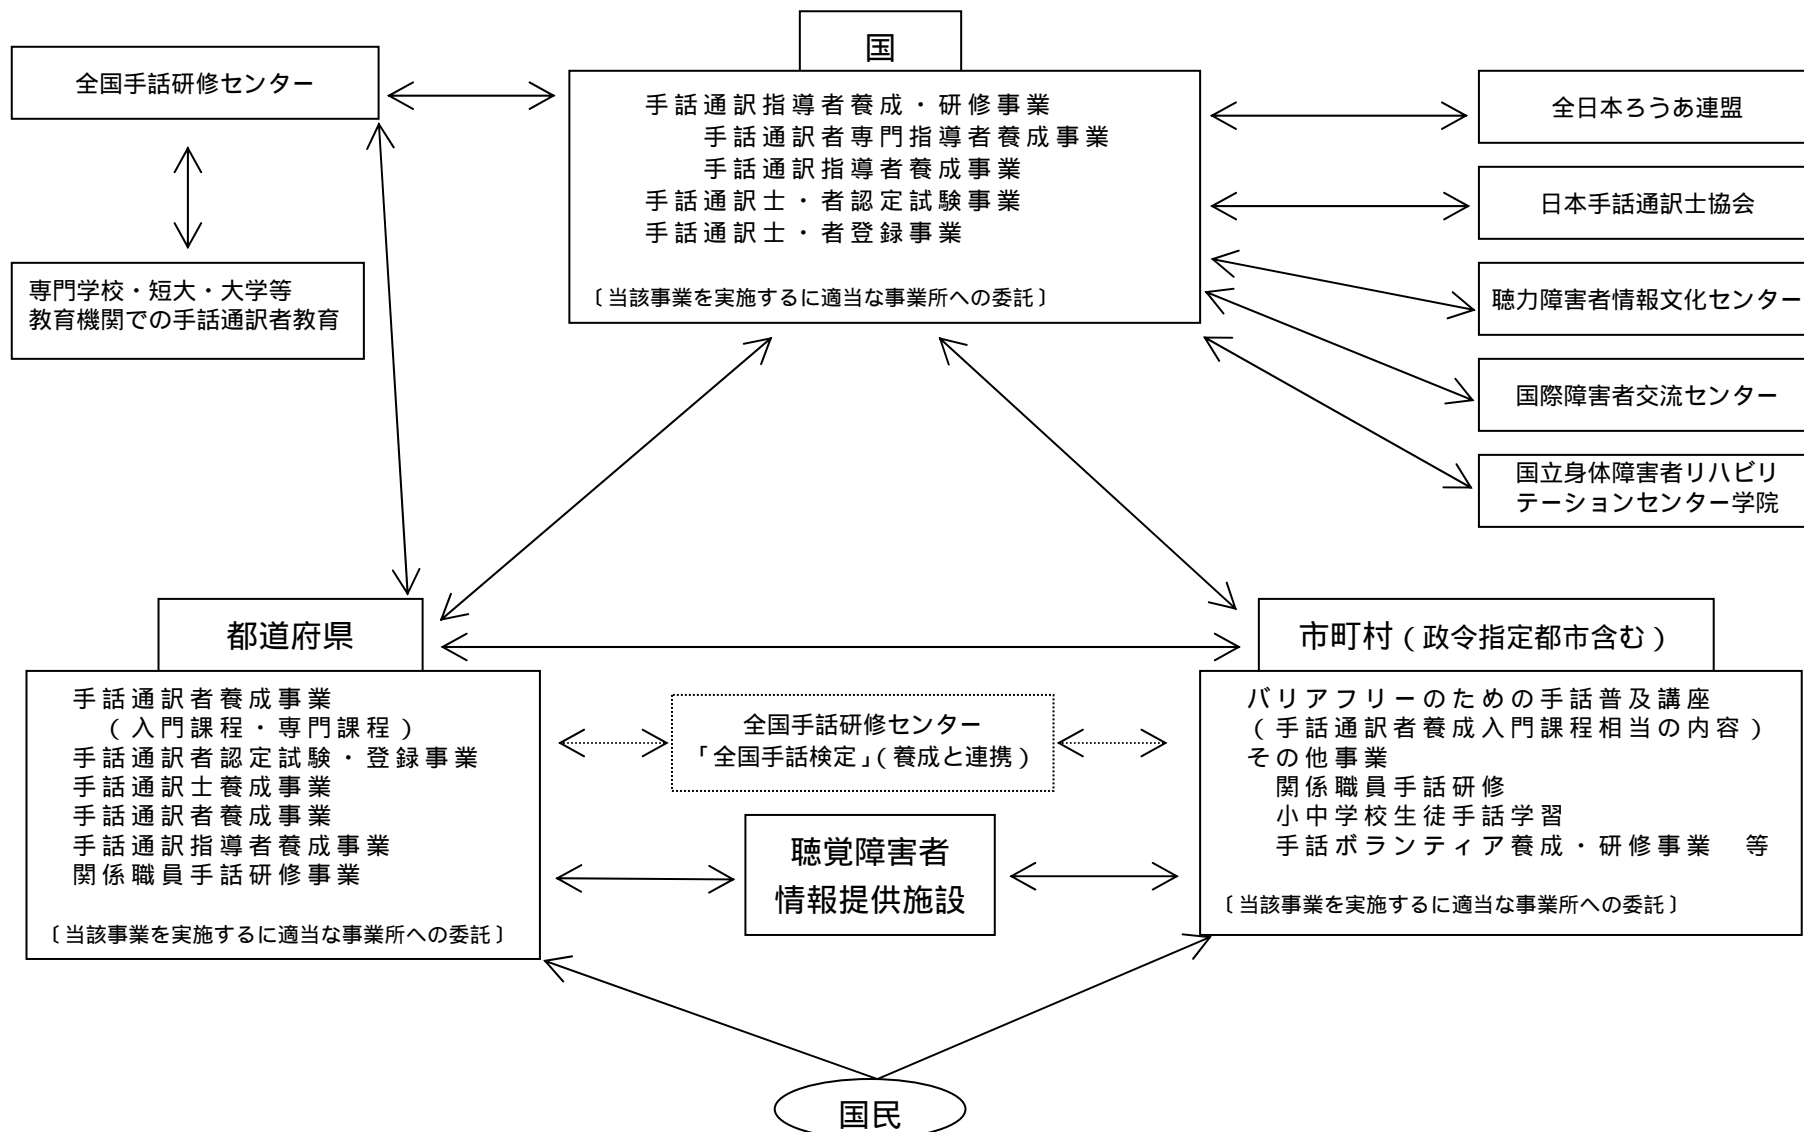 国
全国手話研修センター
手話通訳指導者養成・研修事業
手話通訳者専門指導者養成事業
手話通訳指導者養成事業
手話通訳士・者認定試験事業
手話通訳士・者登録事業
〔当該事業を実施するに適当な事業所への委託〕
全日本ろうあ連盟
日本手話通訳士協会
聴力障害者情報文化センター
国際障害者交流センター
国立身体障害者リハビリ
テーションセンター学院
専門学校・短大・大学等
教育機関での手話通訳者教育
都道府県
手話通訳者養成事業
(入門課程・専門課程)
手話通訳者認定試験・登録事業
手話通訳士養成事業
手話通訳者養成事業
手話通訳指導者養成事業
関係職員手話研修事業
〔当該事業を実施するに適当な事業所への委託〕
全国手話研修センター
「全国手話検定」(養成と連携)
聴覚障害者
情報提供施設
市町村(政令指定都市含む)
バリアフリーのための手話普及講座
(手話通訳者養成入門課程相当の内容)
その他事業
関係職員手話研修
小中学校生徒手話学習
手話ボランティア養成・研修事業 等
〔当該事業を実施するに適当な事業所への委託〕
国民